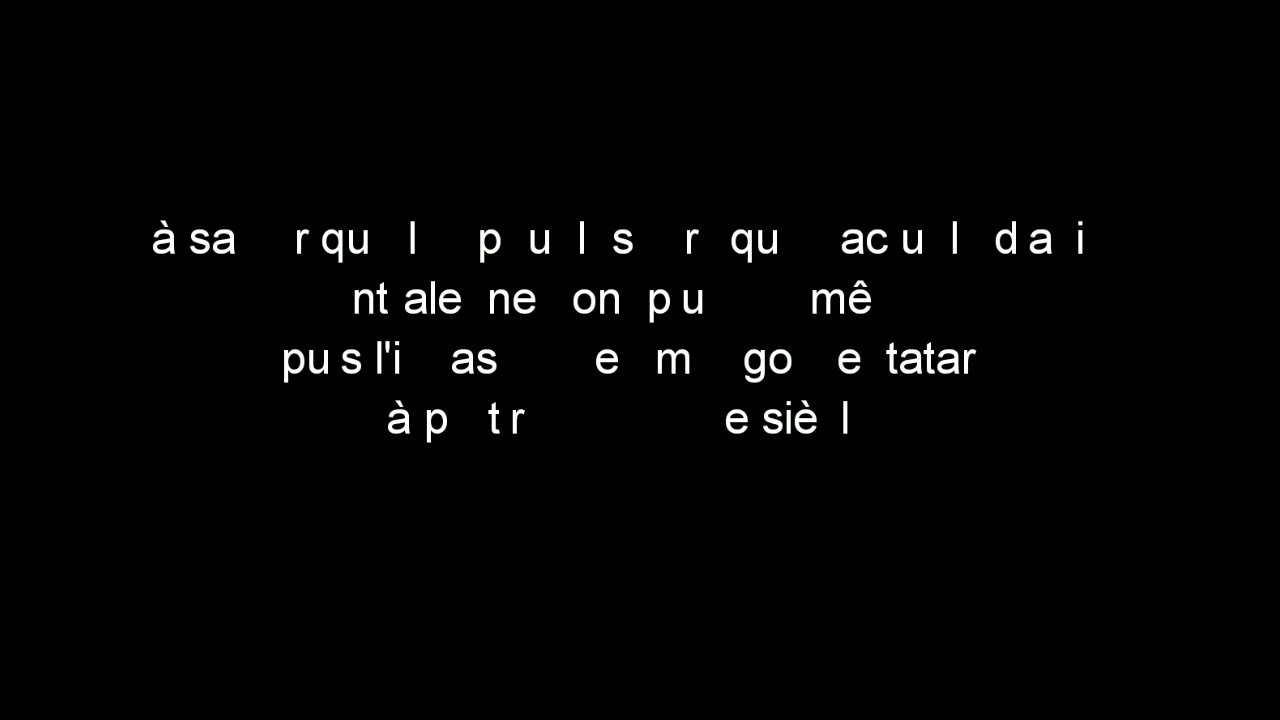 à sa r qu l p u l s r qu ac u l d a i
nt ale ne on p u mê
pu s l'i as e m go e tatar
à p t r e siè l